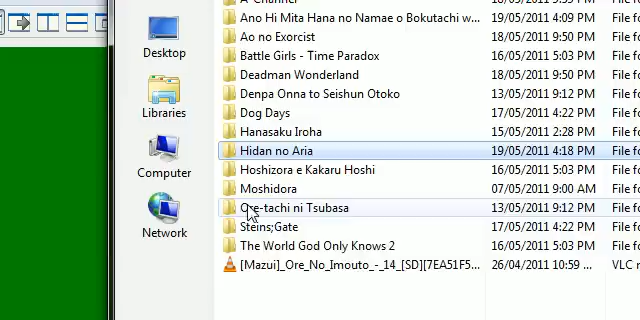 A-Channel
Ano Hi Mita Hana no Namae o Bokutachi w... 19/05/2011 4:09 PM File fo
Ao no Exorcist 18/05/2011 9:50 PM File fo
Battle Girls - Time Paradox 16/05/2011 5:03 PM File fo
Deadman Wonderland 18/05/2011 9:50 PM File fo
Denpa Onna to Seishun Otoko 13/05/2011 9:12 PM File fo
Dog Days 17/05/2011 4:22 PM File fo
Hanasaku Iroha 15/05/2011 2:28 PM File fo
Hidan no Aria 19/05/2011 4:18 PM File fo
Hoshizora e Kakaru Hoshi 16/05/2011 5:03 PM File fo
Moshidora 07/05/2011 9:00 AM File fo
Ore-tachi ni Tsubasa 13/05/2011 9:12 PM File fo
Steins;Gate 17/05/2011 4:22 PM File fo
The World God Only Knows 2 16/05/2011 5:03 PM File fo
[Mazui]_Ore_No_Imouto_-_14_[SD][7EA51F5... 26/04/2011 10:59 ... VLC m
Desktop
Libraries
Computer
Network